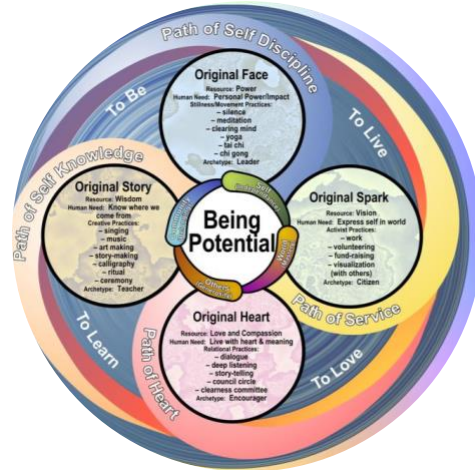 Path of Self Discipline
To Be
To Live
Original Face
Resource: Power
Human Need: Personal Power/Impact
Stillness/Movement Practices:
– silence
– meditation
– clearing mind
– yoga
– tai chi
– chi gong
Archetype: Leader
Path of Self Knowledge
Original Story
Resource: Wisdom
Human Need: Know where we
come from
Creative Practices:
– singing
– music
– art making
– story-making
– calligraphy
– ritual
– ceremony
Archetype: Teacher
Self
Being
Potential
World
Others
Original Spark
Resource: Vision
Human Need: Express self in world
Activist Practices:
– work
– volunteering
– fund-raising
– visualization
(with others)
Archetype: Citizen
Path of Service
Original Heart
Resource: Love and Compassion
Human Need: Live with heart & meaning
Relational Practices:
– dialogue
– deep listening
– story-telling
– council circle
– clearness committee
Archetype: Encourager
Path of Heart
To Learn
To Love